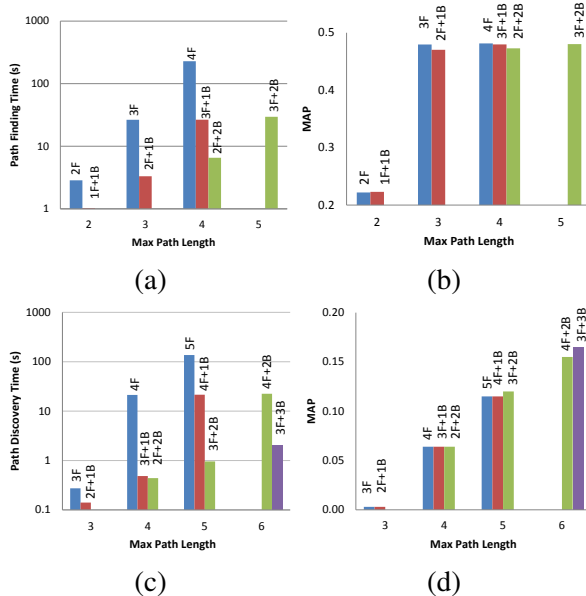 Path Finding Time (s)
1000
100
10
1
2F
1F+1B
3F
2F+1B
4F
3F+1B
2F+2B
3F+2B
2
3
4
5
Max Path Length
(a)
MAP
0.5
0.4
0.3
0.2
2F
1F+1B
3F
2F+1B
4F
3F+1B
2F+2B
3F+2B
2
3
4
5
Max Path Length
(b)
Path Discovery Time (s)
1000
100
10
1
0.1
3F
2F+1B
4F
3F+1B
2F+2B
5F
4F+1B
3F+2B
4F+2B
3F+3B
3
4
5
6
Max Path Length
(c)
MAP
0.20
0.15
0.10
0.05
0.00
3F
2F+1B
4F
3F+1B
2F+2B
5F
4F+1B
3F+2B
4F+2B
3F+3B
3
4
5
6
Max Path Length
(d)